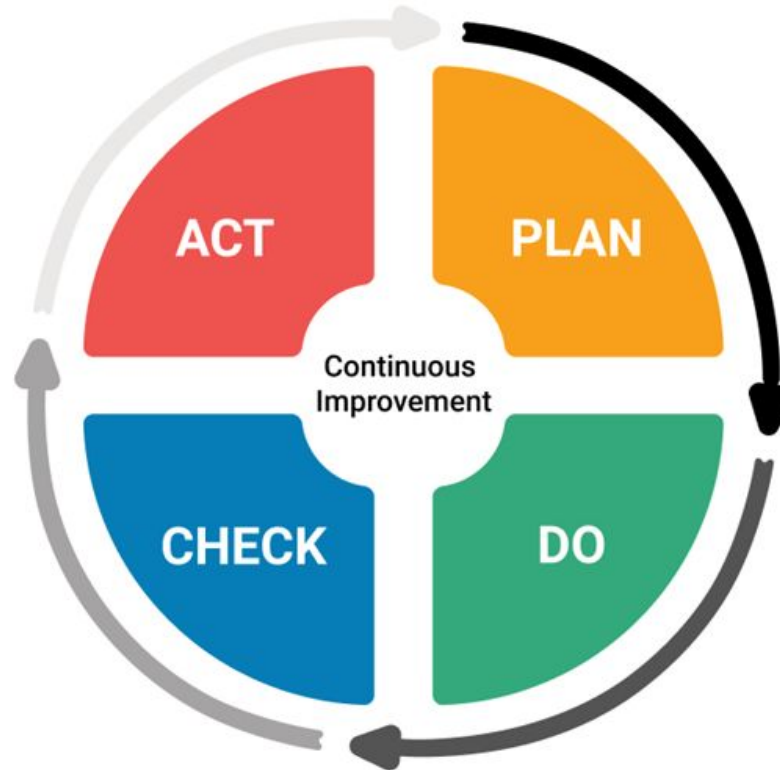 ACT
PLAN
Continuous
Improvement
CHECK
DO